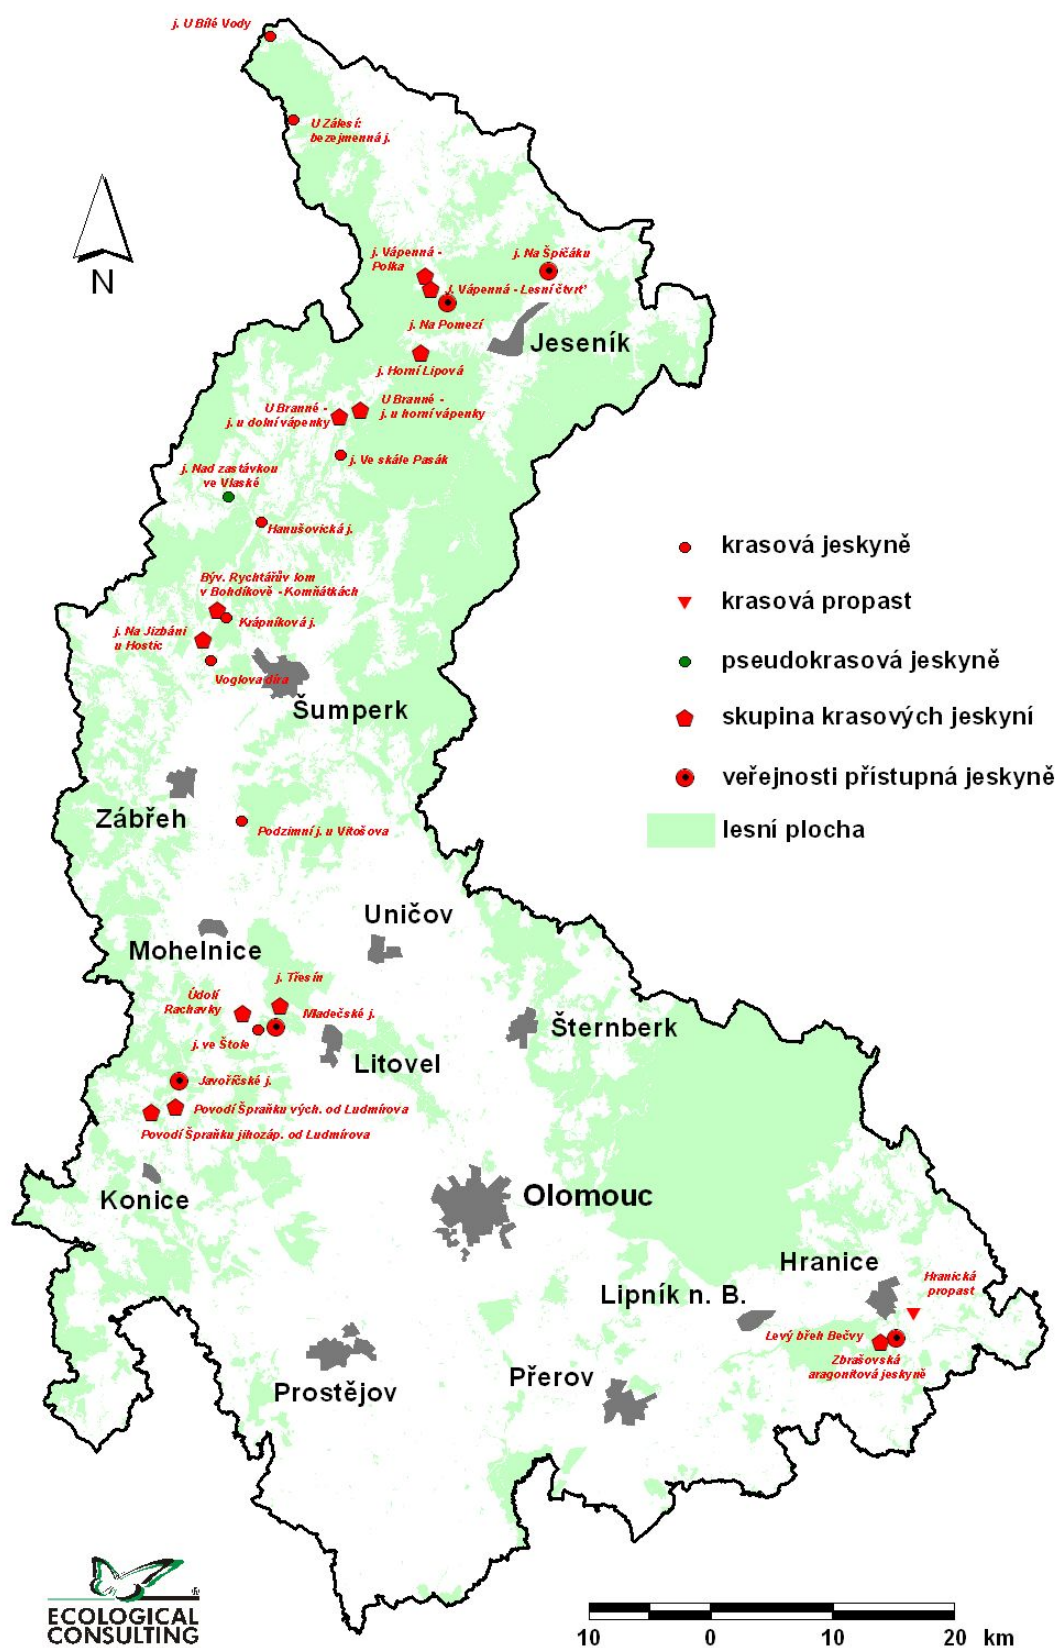 j. U Bílé Vody
U Zálesí:
bezejmenná j.
N
j. Vápenná -
Polka
j. Na Špičáku
j. Vápenná - Lesní čtvrť
j. Na Pomezí
Jeseník
j. Horní Lipová
U Branné -
j. u dolní vápenky
U Branné -
j. u horní vápenky
j. Ve skále Pasák
j. Nad zastávkou
ve Vlaské
Hanušovická j.
krasová jeskyně
krasová propast
pseudokrasová jeskyně
skupina krasových jeskyní
veřejnosti přístupná jeskyně
lesní plocha
Býv. Rychtářův lom
v Bohdíkově - Komňátkách
Krápníková j.
j. Na Jizbáni
u Hostic
Voglova díra
Šumperk
Zábřeh
Podzimní j. u Vitošova
Uničov
Mohelnice
j. Třesín
Údolí
Rachavky
Mladečské j.
j. ve Štole
Šternberk
Litovel
Javoříčské j.
Povodí Špraňku vých. od Ludmírova
Povodí Špraňku jihozáp. od Ludmírova
Konice
Olomouc
Hranice
Hranická
propast
Lipník n. B.
Levý břeh Bečvy
Zbrašovská
aragonitová jeskyně
Přerov
Prostějov
®
ECOLOGICAL
CONSULTING
10 0 10 20 km